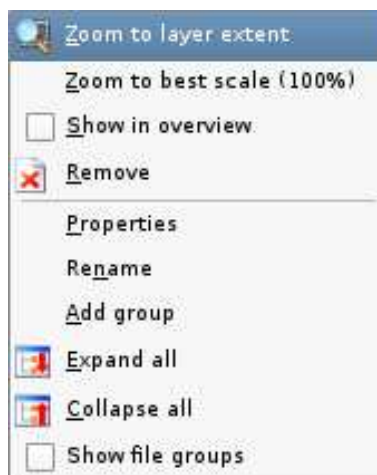 Zoom to layer extent
Zoom to best scale (100%)
Show in overview
Remove
Properties
Rename
Add group
Expand all
Collapse all
Show file groups